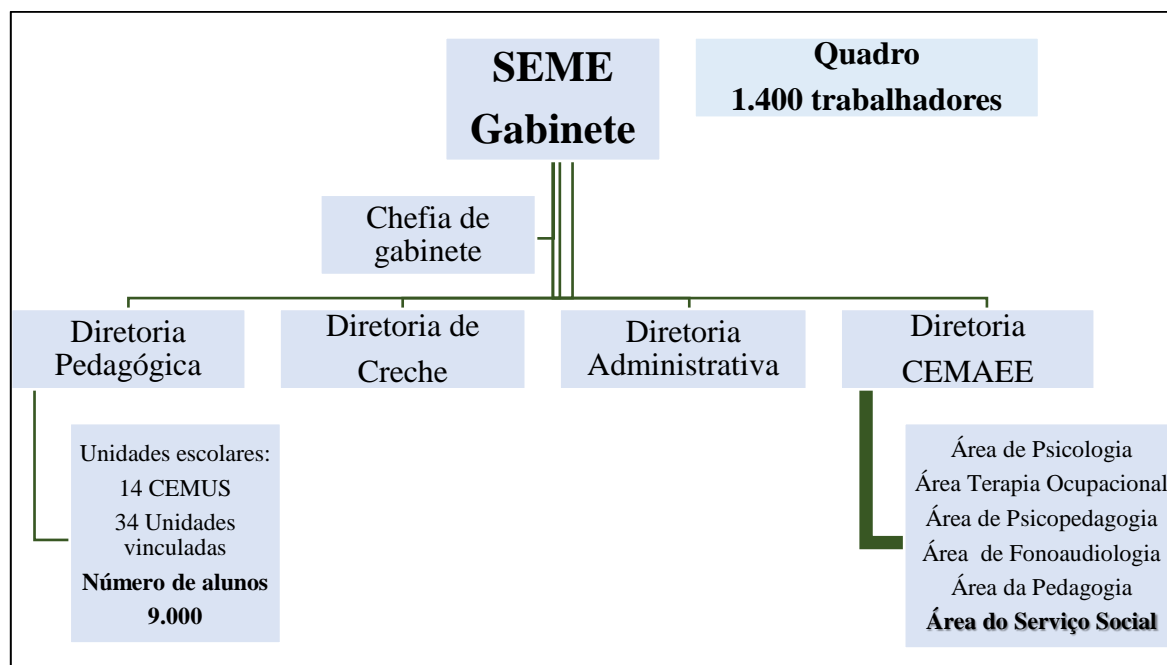 SEME
Gabinete
Quadro
1.400 trabalhadores
Chefia de
gabinete
Diretoria
Pedagógica
Diretoria de
Creche
Diretoria
Administrativa
Diretoria
CEMAEE
Unidades escolares:
14 CEMUS
34 Unidades
vinculadas
Número de alunos
9.000
Área de Psicologia
Área Terapia Ocupacional
Área de Psicopedagogia
Área de Fonoaudiologia
Área da Pedagogia
Área do Serviço Social